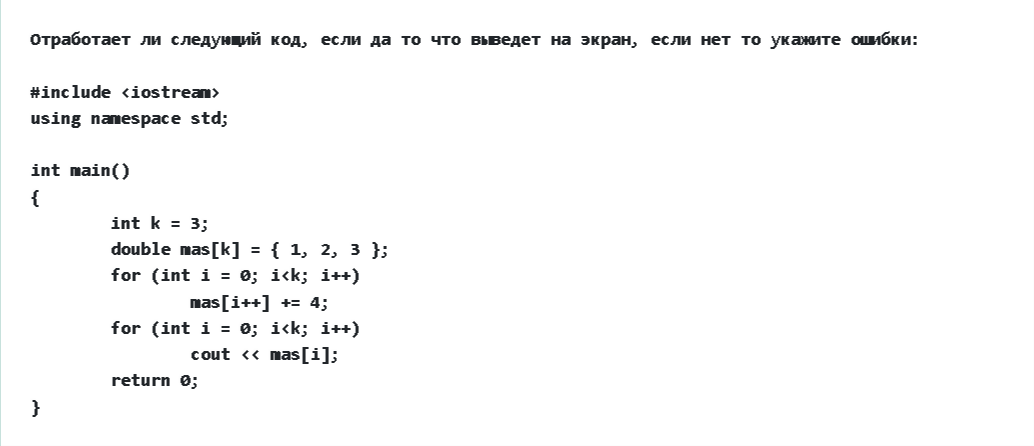 Отработает ли следующий код, если да то что выведет на экран, если нет то укажите ошибки:
#include <iostream>
using namespace std;
int main()
{
int k = 3;
double mas[k] = { 1, 2, 3 };
for (int i = 0; i<k; i++)
mas[i++] += 4;
for (int i = 0; i<k; i++)
cout << mas[i];
return 0;
}